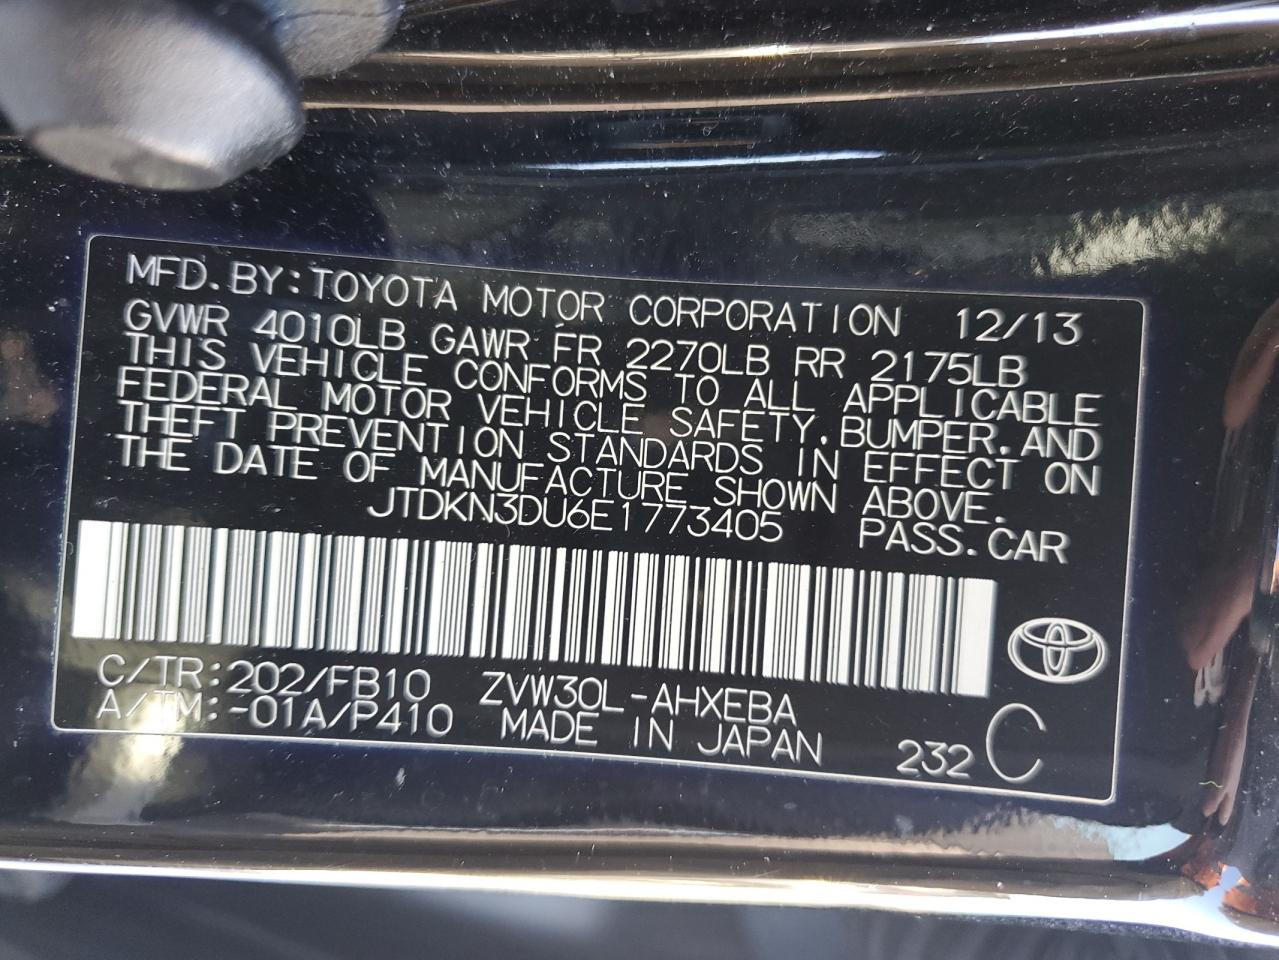 MFD.BY:TOYOTA MOTOR CORPORATION 12/13
GVWR 4010LB GAWR FR 2270LB RR 2175LB
THIS VEHICLE CONFORMS TO ALL APPLICABLE
FEDERAL MOTOR VEHICLE SAFETY.BUMPER.AND
THEFT PREVENTION STANDARDS IN EFFECT ON
THE DATE OF MANUFACTURE SHOWN ABOVE.
JTDKN3DU6E1773405 PASS.CAR
C/TR:202/FB10 ZVW30L-AHXEBA
A/TM:-01A/P410 MADE IN JAPAN 232 C